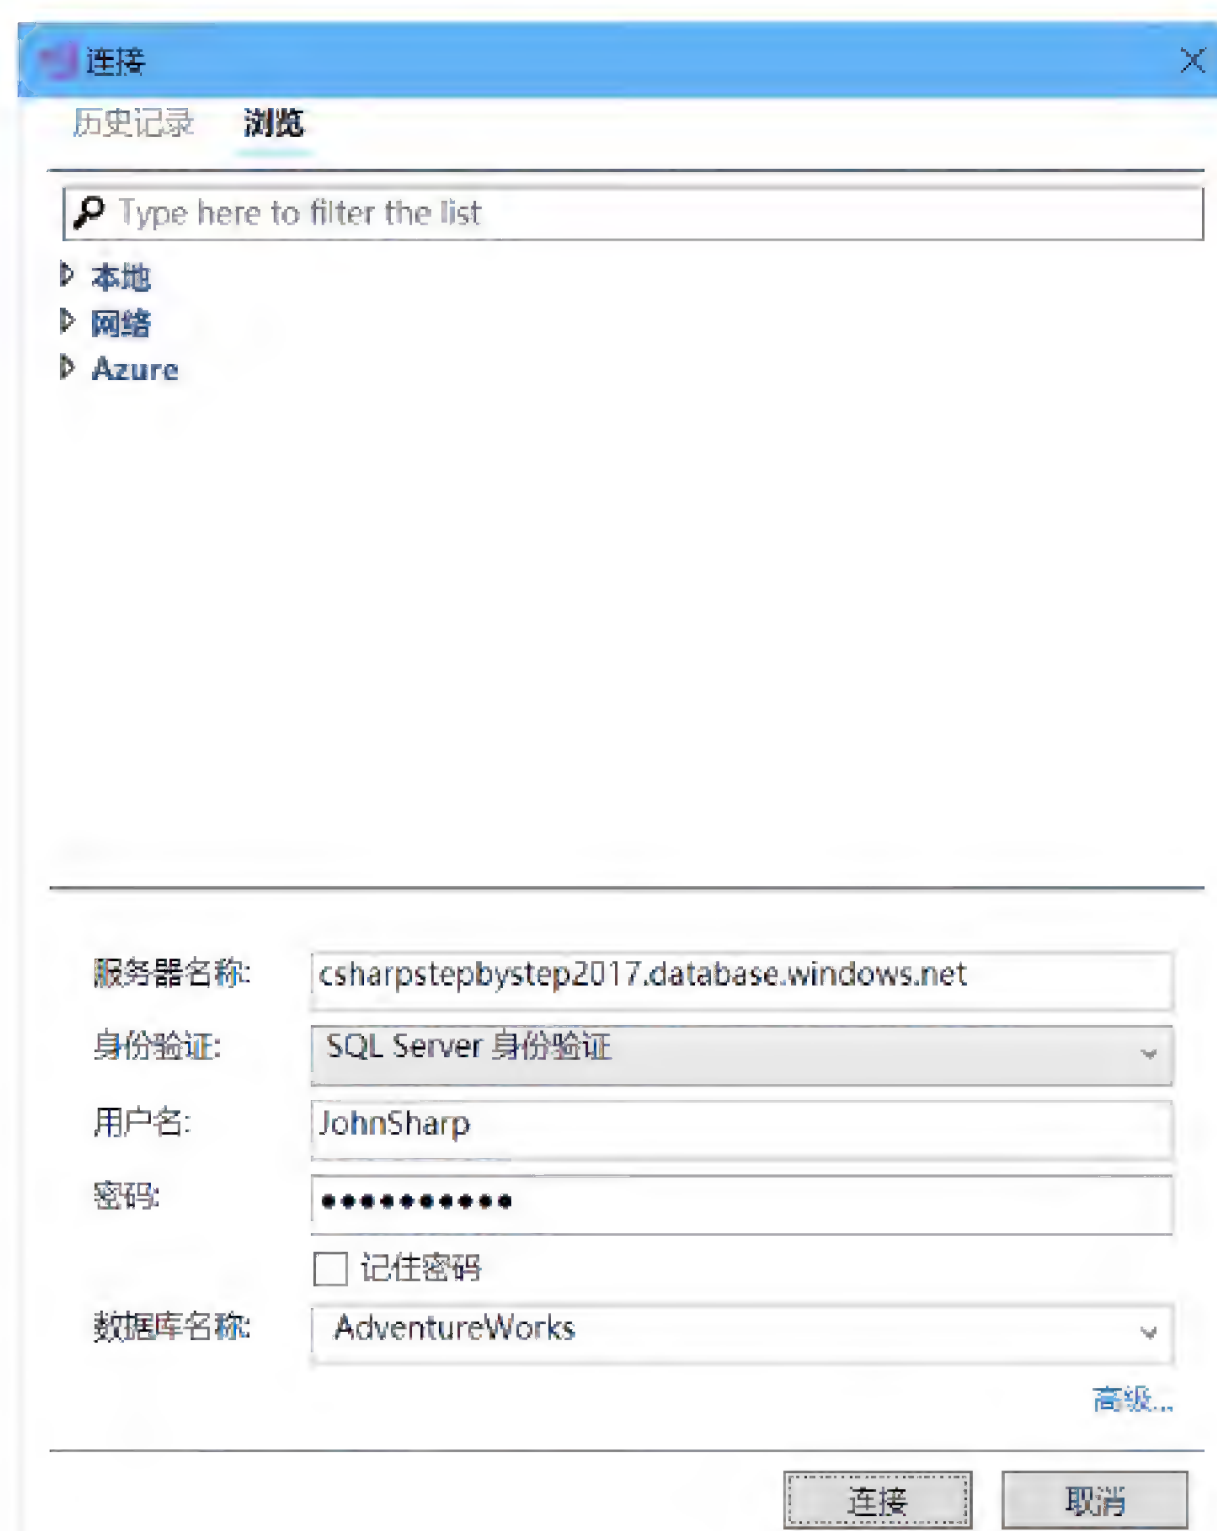 连接
历史记录 浏览
Type here to filter the list
本地
网络
Azure
服务器名称: csharpstepbystep2017.database.windows.net
身份验证: SQL Server 身份验证
用户名: JohnSharp
密码: ●●●●●●●●●●
记住密码
数据库名称: AdventureWorks
高级...
连接 取消